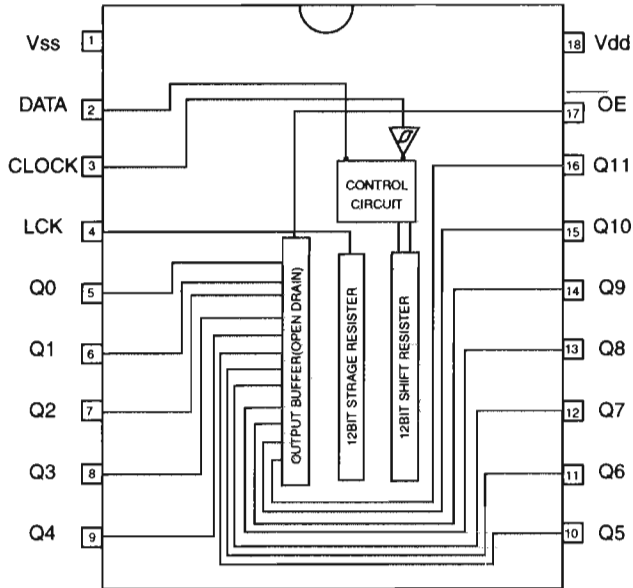 Vss 1
DATA 2
CLOCK 3
LCK 4
Q0 5
Q1 6
Q2 7
Q3 8
Q4 9
CONTROL
CIRCUIT
OUTPUT BUFFER(OPEN DRAIN)
12BIT STRAGE RESISTER
12BIT SHIFT RESISTER
18 Vdd
17 OE
16 Q11
15 Q10
14 Q9
13 Q8
12 Q7
11 Q6
10 Q5